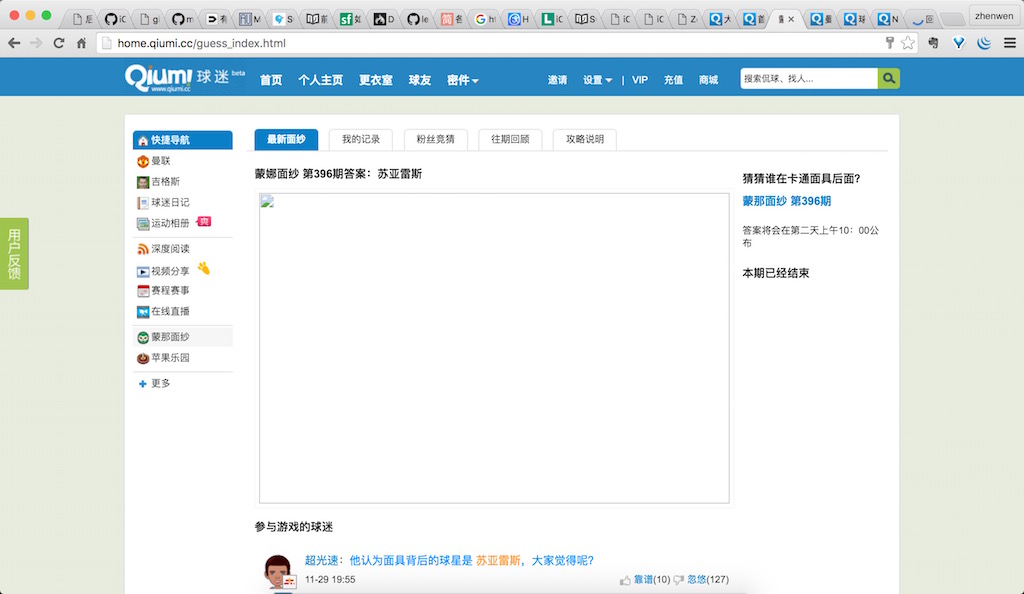 zhenwen
home.qiumi.cc/guess_index.html
Qiumi 球迷 beta
www.qiumi.cc
首页 个人主页 更衣室 球友 密件
邀请 设置 | VIP 充值 商城
搜索侃球、找人...
快捷导航
曼联
吉格斯
球迷日记
运动相册 爽
深度阅读
视频分享
赛程赛事
在线直播
蒙那面纱
苹果乐园
更多
用户反馈
最新面纱 我的记录 粉丝竞猜 往期回顾 攻略说明
蒙娜面纱 第396期答案：苏亚雷斯
猜猜谁在卡通面具后面?
蒙那面纱 第396期
答案将会在第二天上午10：00公
布
本期已经结束
参与游戏的球迷
超光速：他认为面具背后的球星是 苏亚雷斯，大家觉得呢?
11-29 19:55
靠谱(10) 忽悠(127)